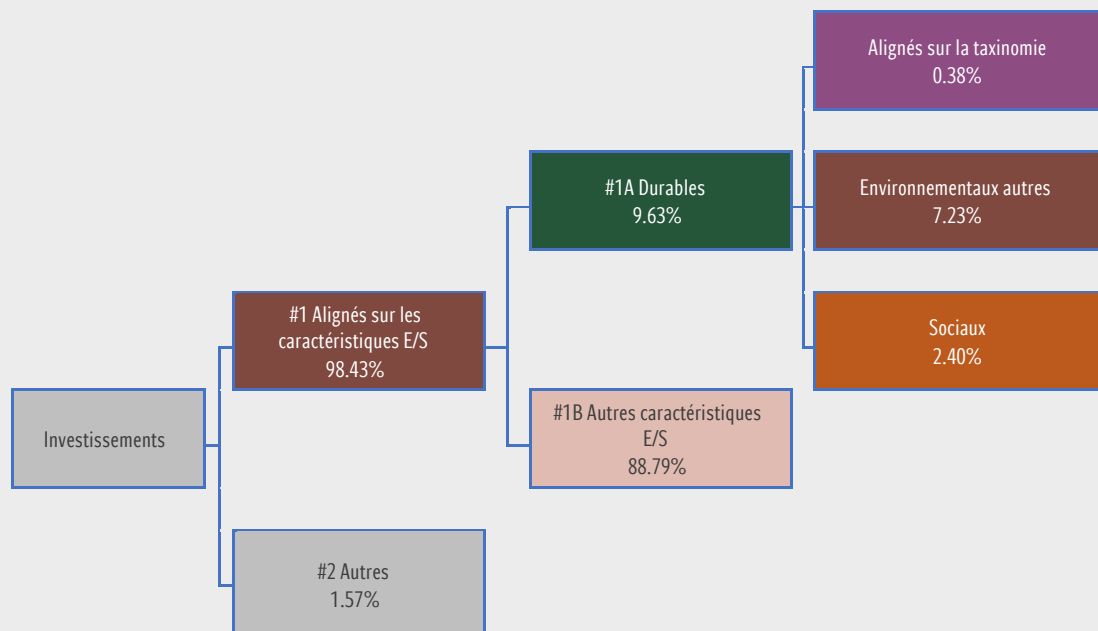 Investissements
#1 Alignés sur les
caractéristiques E/S
98.43%
#2 Autres
1.57%
#1A Durables
9.63%
#1B Autres caractéristiques
E/S
88.79%
Alignés sur la taxinomie
0.38%
Environnementaux autres
7.23%
Sociaux
2.40%